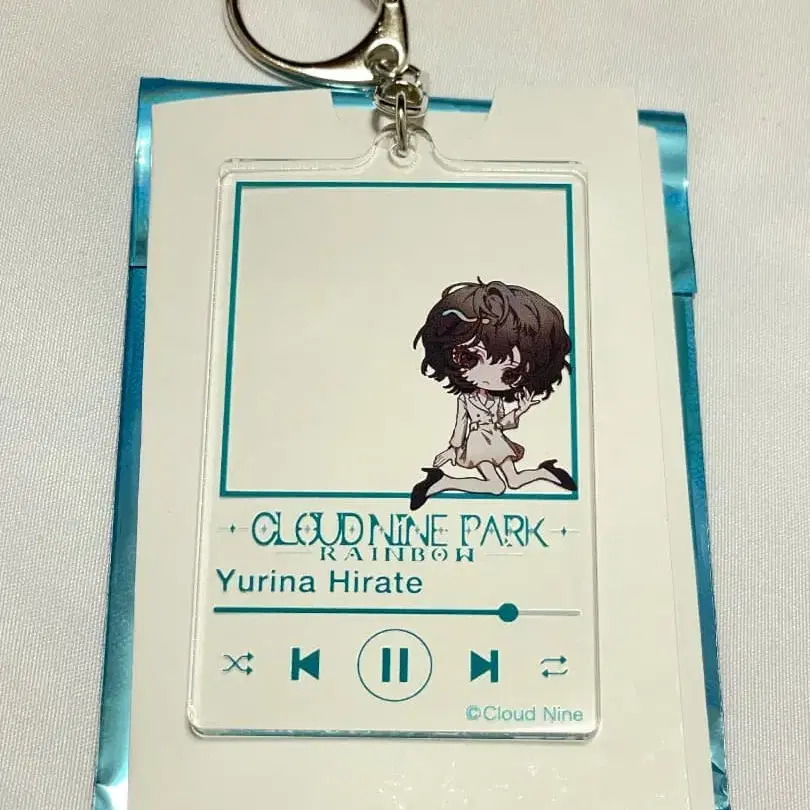 CLOUD NINE PARK
RAINBOW
Yurina Hirate
©Cloud Nine